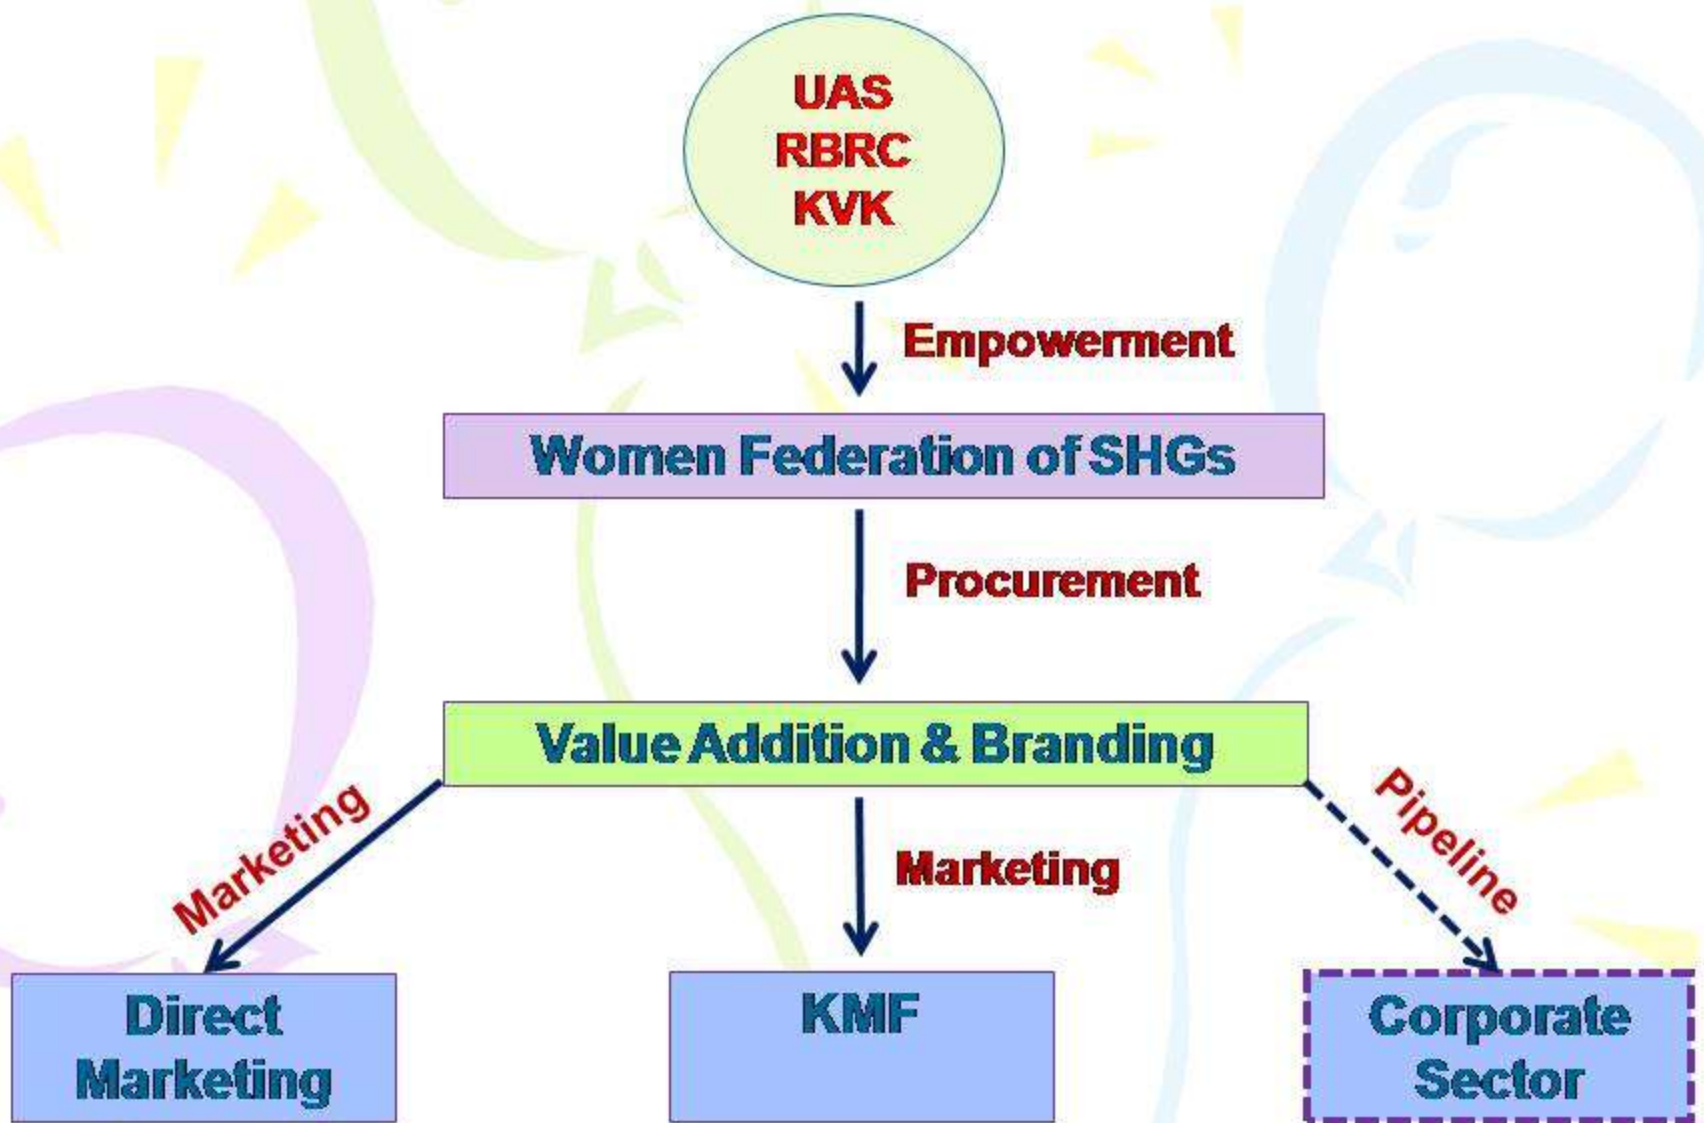 UAS
RBRC
KVK
Empowerment
Women Federation of SHGs
Procurement
Value Addition & Branding
Marketing
Marketing
Pipeline
Direct
Marketing
KMF
Corporate
Sector